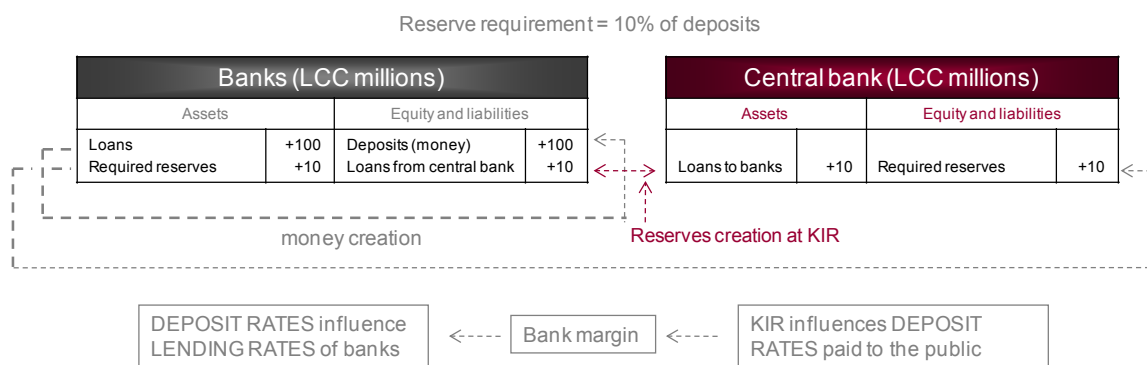 Reserve requirement = 10% of deposits
Banks (LCC millions)
Central bank (LCC millions)
Assets
Equity and liabilities
Assets
Equity and liabilities
Loans +100 Deposits (money) +100
Required reserves +10 Loans from central bank +10
Loans to banks +10 Required reserves +10
money creation
Reserves creation at KIR
DEPOSIT RATES influence
LENDING RATES of banks
Bank margin
KIR influences DEPOSIT
RATES paid to the public